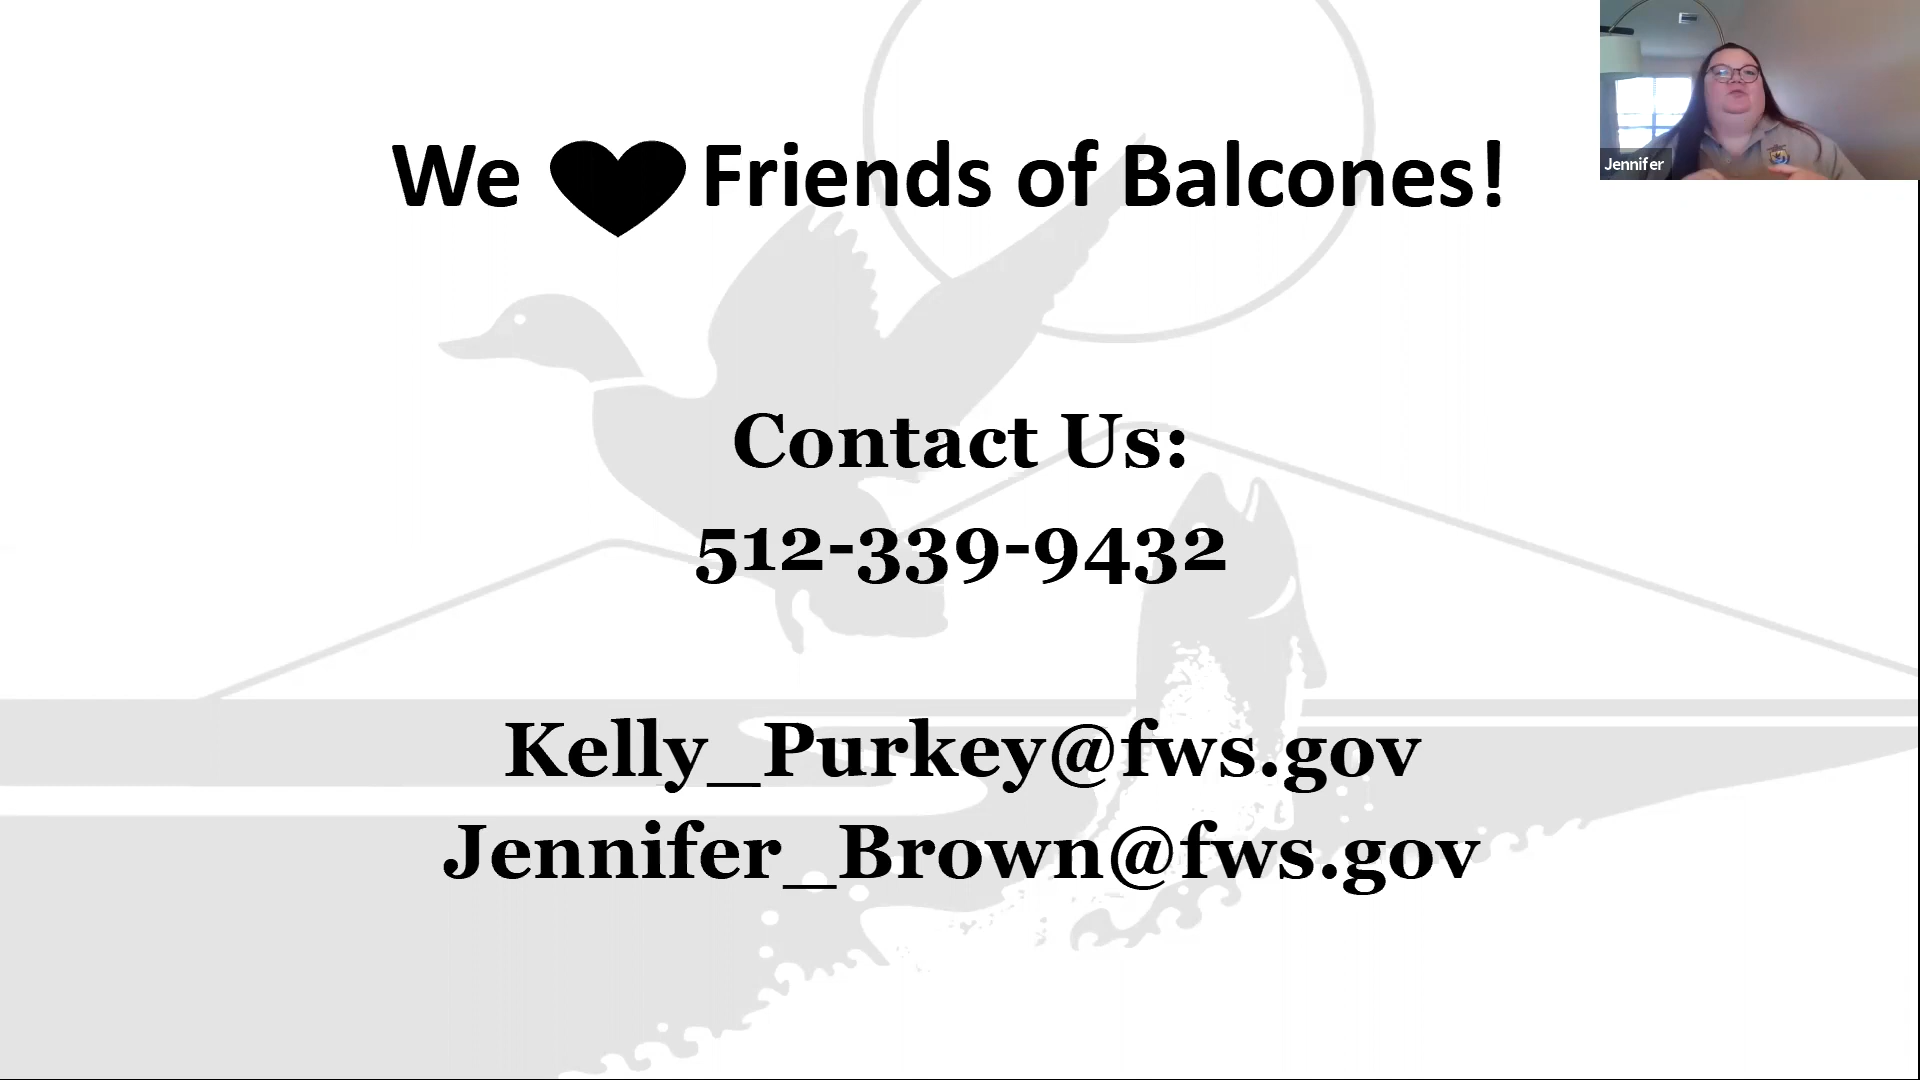 We Friends of Balcones!
Jennifer
Contact Us:
512-339-9432
Kelly_Purkey@fws.gov
Jennifer_Brown@fws.gov